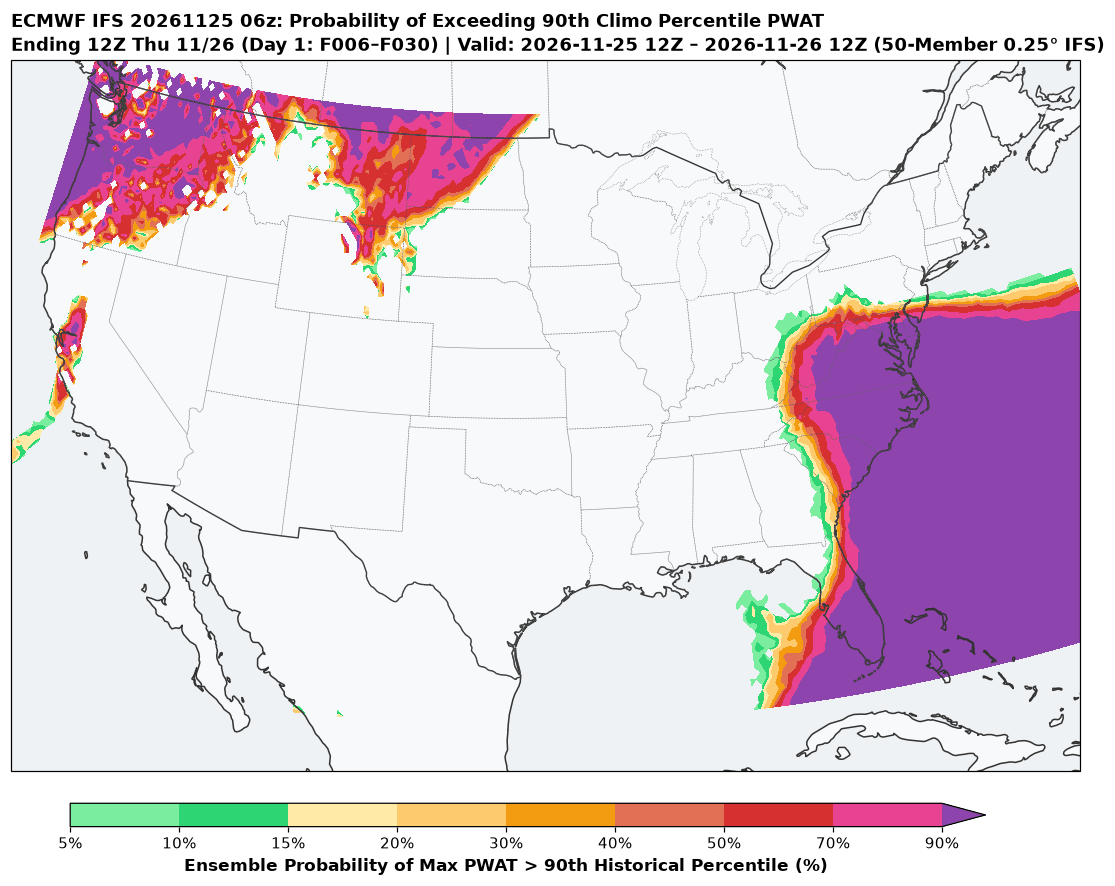 ECMWF IFS 20261125 06z: Probability of Exceeding 90th Climo Percentile PWAT
Ending 12Z Thu 11/26 (Day 1: F006–F030) | Valid: 2026-11-25 12Z – 2026-11-26 12Z (50-Member 0.25° IFS)
5% 10% 15% 20% 30% 40% 50% 70% 90%
Ensemble Probability of Max PWAT > 90th Historical Percentile (%)